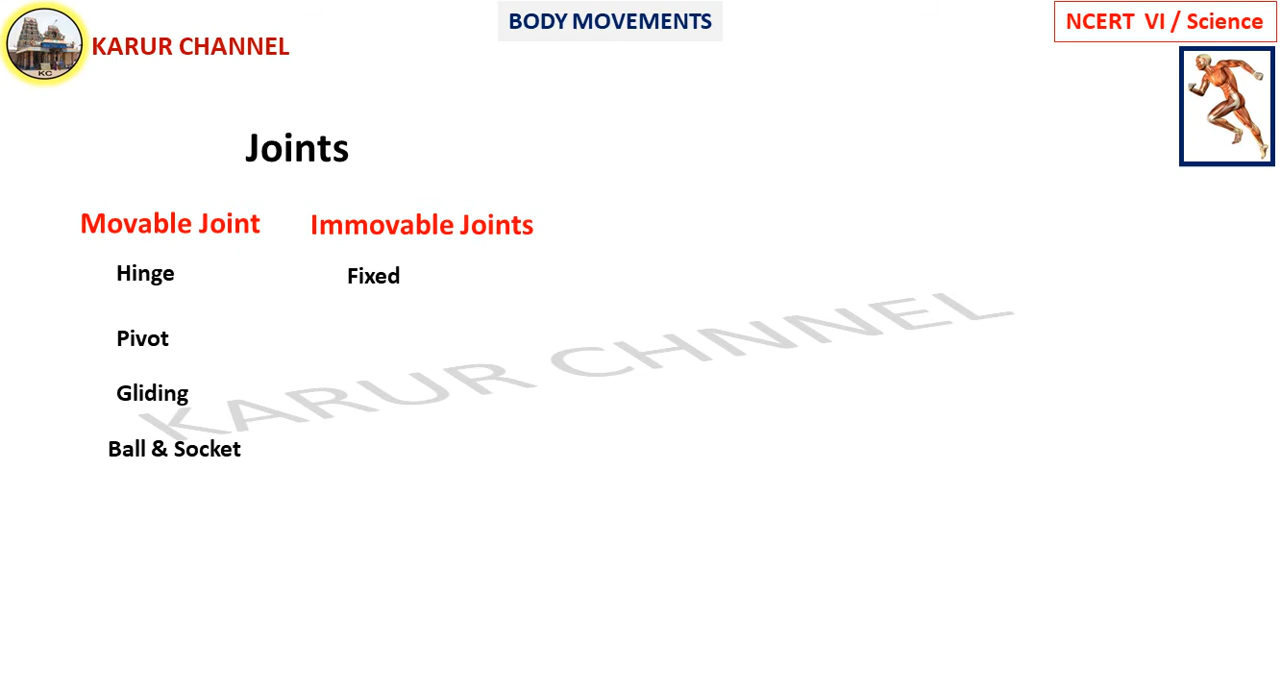 BODY MOVEMENTS
NCERT VI / Science
KARUR CHANNEL
KC
Joints
Movable Joint
Immovable Joints
Hinge
Fixed
Pivot
Gliding
Ball & Socket
KARUR CHNNEL